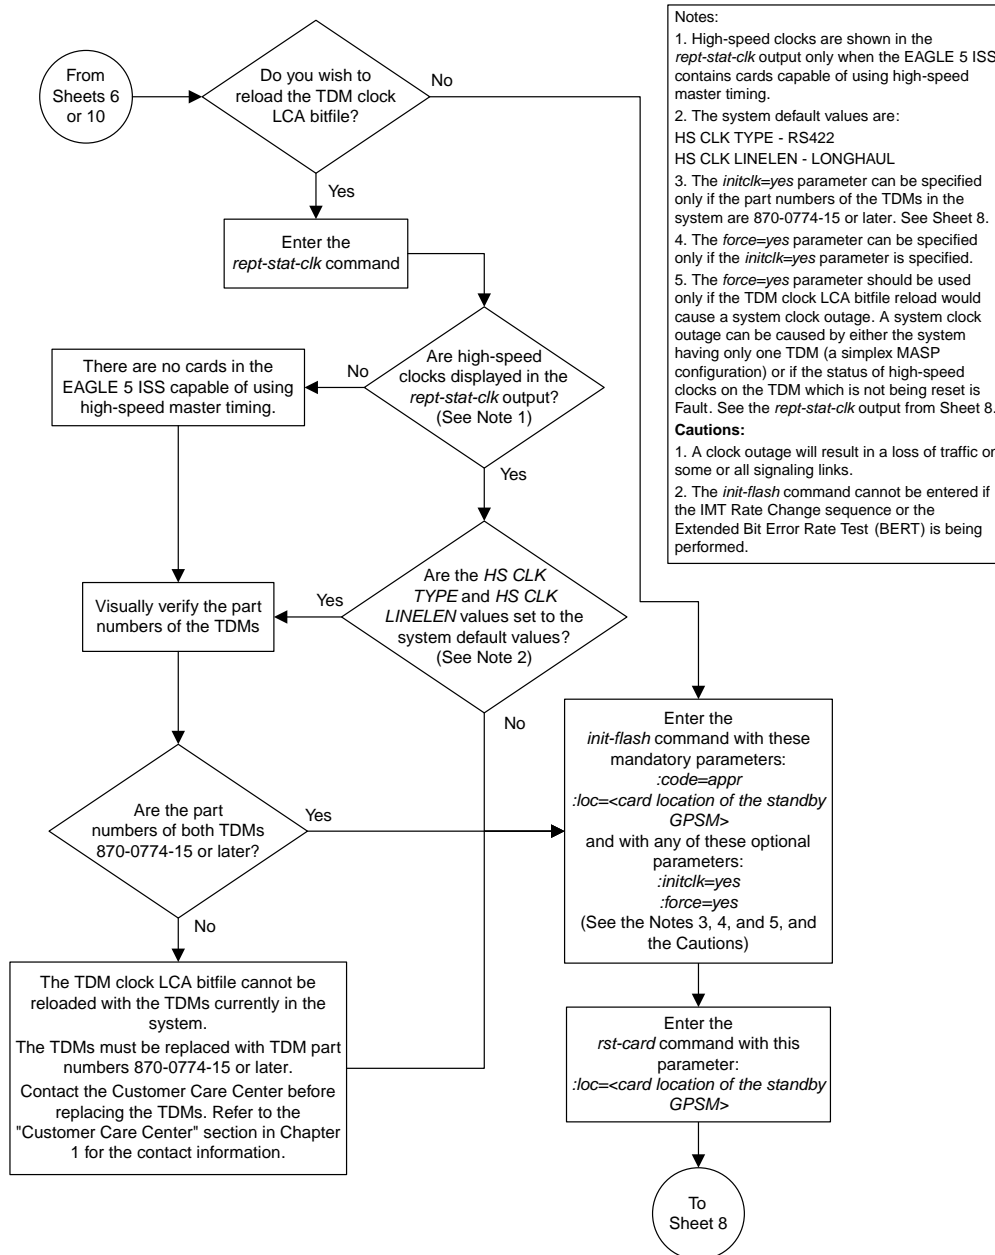 From
Sheets 6
or 10
Do you wish to
reload the TDM clock
LCA bitfile?
No
Yes
Enter the
rept-stat-clk command
Are high-speed
clocks displayed in the
rept-stat-clk output?
(See Note 1)
No
Yes
There are no cards in the
EAGLE 5 ISS capable of using
high-speed master timing.
Are the HS CLK
TYPE and HS CLK
LINELEN values set to the
system default values?
(See Note 2)
Yes
No
Visually verify the part
numbers of the TDMs
Are the part
numbers of both TDMs
870-0774-15 or later?
Yes
No
The TDM clock LCA bitfile cannot be
reloaded with the TDMs currently in the
system.
The TDMs must be replaced with TDM part
numbers 870-0774-15 or later.
Contact the Customer Care Center before
replacing the TDMs. Refer to the
"Customer Care Center" section in Chapter
1 for the contact information.
Enter the
init-flash command with these
mandatory parameters:
:code=appr
:loc=<card location of the standby
GPSM>
and with any of these optional
parameters:
:initclk=yes
:force=yes
(See the Notes 3, 4, and 5, and
the Cautions)
Enter the
rst-card command with this
parameter:
:loc=<card location of the standby
GPSM>
To
Sheet 8
Notes:
1. High-speed clocks are shown in the
rept-stat-clk output only when the EAGLE 5 ISS
contains cards capable of using high-speed
master timing.
2. The system default values are:
HS CLK TYPE - RS422
HS CLK LINELEN - LONGHAUL
3. The initclk=yes parameter can be specified
only if the part numbers of the TDMs in the
system are 870-0774-15 or later. See Sheet 8.
4. The force=yes parameter can be specified
only if the initclk=yes parameter is specified.
5. The force=yes parameter should be used
only if the TDM clock LCA bitfile reload would
cause a system clock outage. A system clock
outage can be caused by either the system
having only one TDM (a simplex MASP
configuration) or if the status of high-speed
clocks on the TDM which is not being reset is
Fault. See the rept-stat-clk output from Sheet 8.
Cautions:
1. A clock outage will result in a loss of traffic on
some or all signaling links.
2. The init-flash command cannot be entered if
the IMT Rate Change sequence or the
Extended Bit Error Rate Test (BERT) is being
performed.